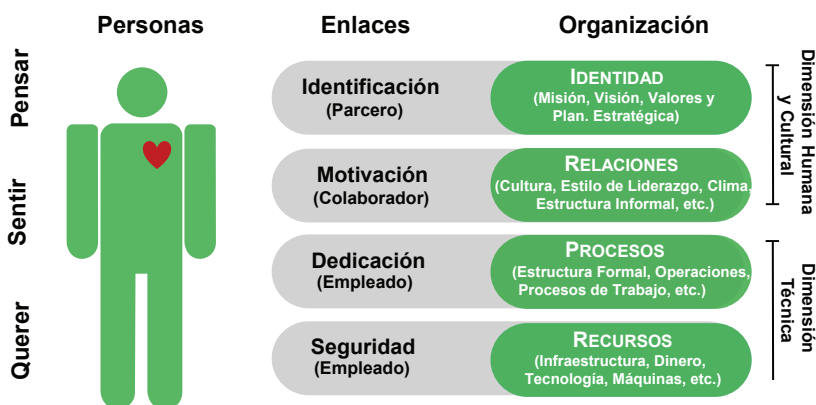 Personas
Enlaces
Organización
Pensar
Sentir
Querer
Identificación
(Parcero)
IDENTIDAD
(Misión, Visión, Valores y
Plan. Estratégica)
Motivación
(Colaborador)
RELACIONES
(Cultura, Estilo de Liderazgo, Clima,
Estructura Informal, etc.)
Dedicación
(Empleado)
PROCESOS
(Estructura Formal, Operaciones,
Procesos de Trabajo, etc.)
Seguridad
(Empleado)
RECURSOS
(Infraestructura, Dinero,
Tecnología, Máquinas, etc.)
Dimensión Humana
y Cultural
Dimensión
Técnica